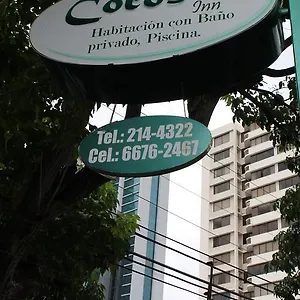 Cocos
Inn
Habitación con Baño
privado, Piscina.
Tel.: 214-4322
Cel.: 6676-2467